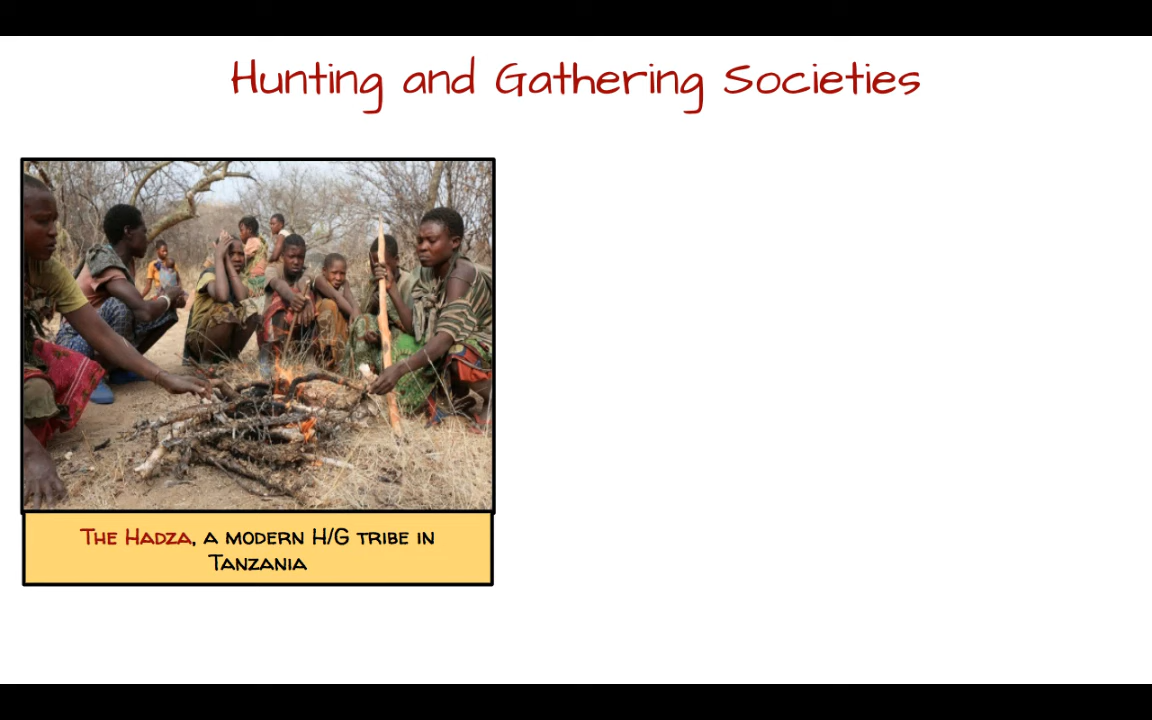 Hunting and Gathering Societies
The Hadza, a modern H/G tribe in
Tanzania